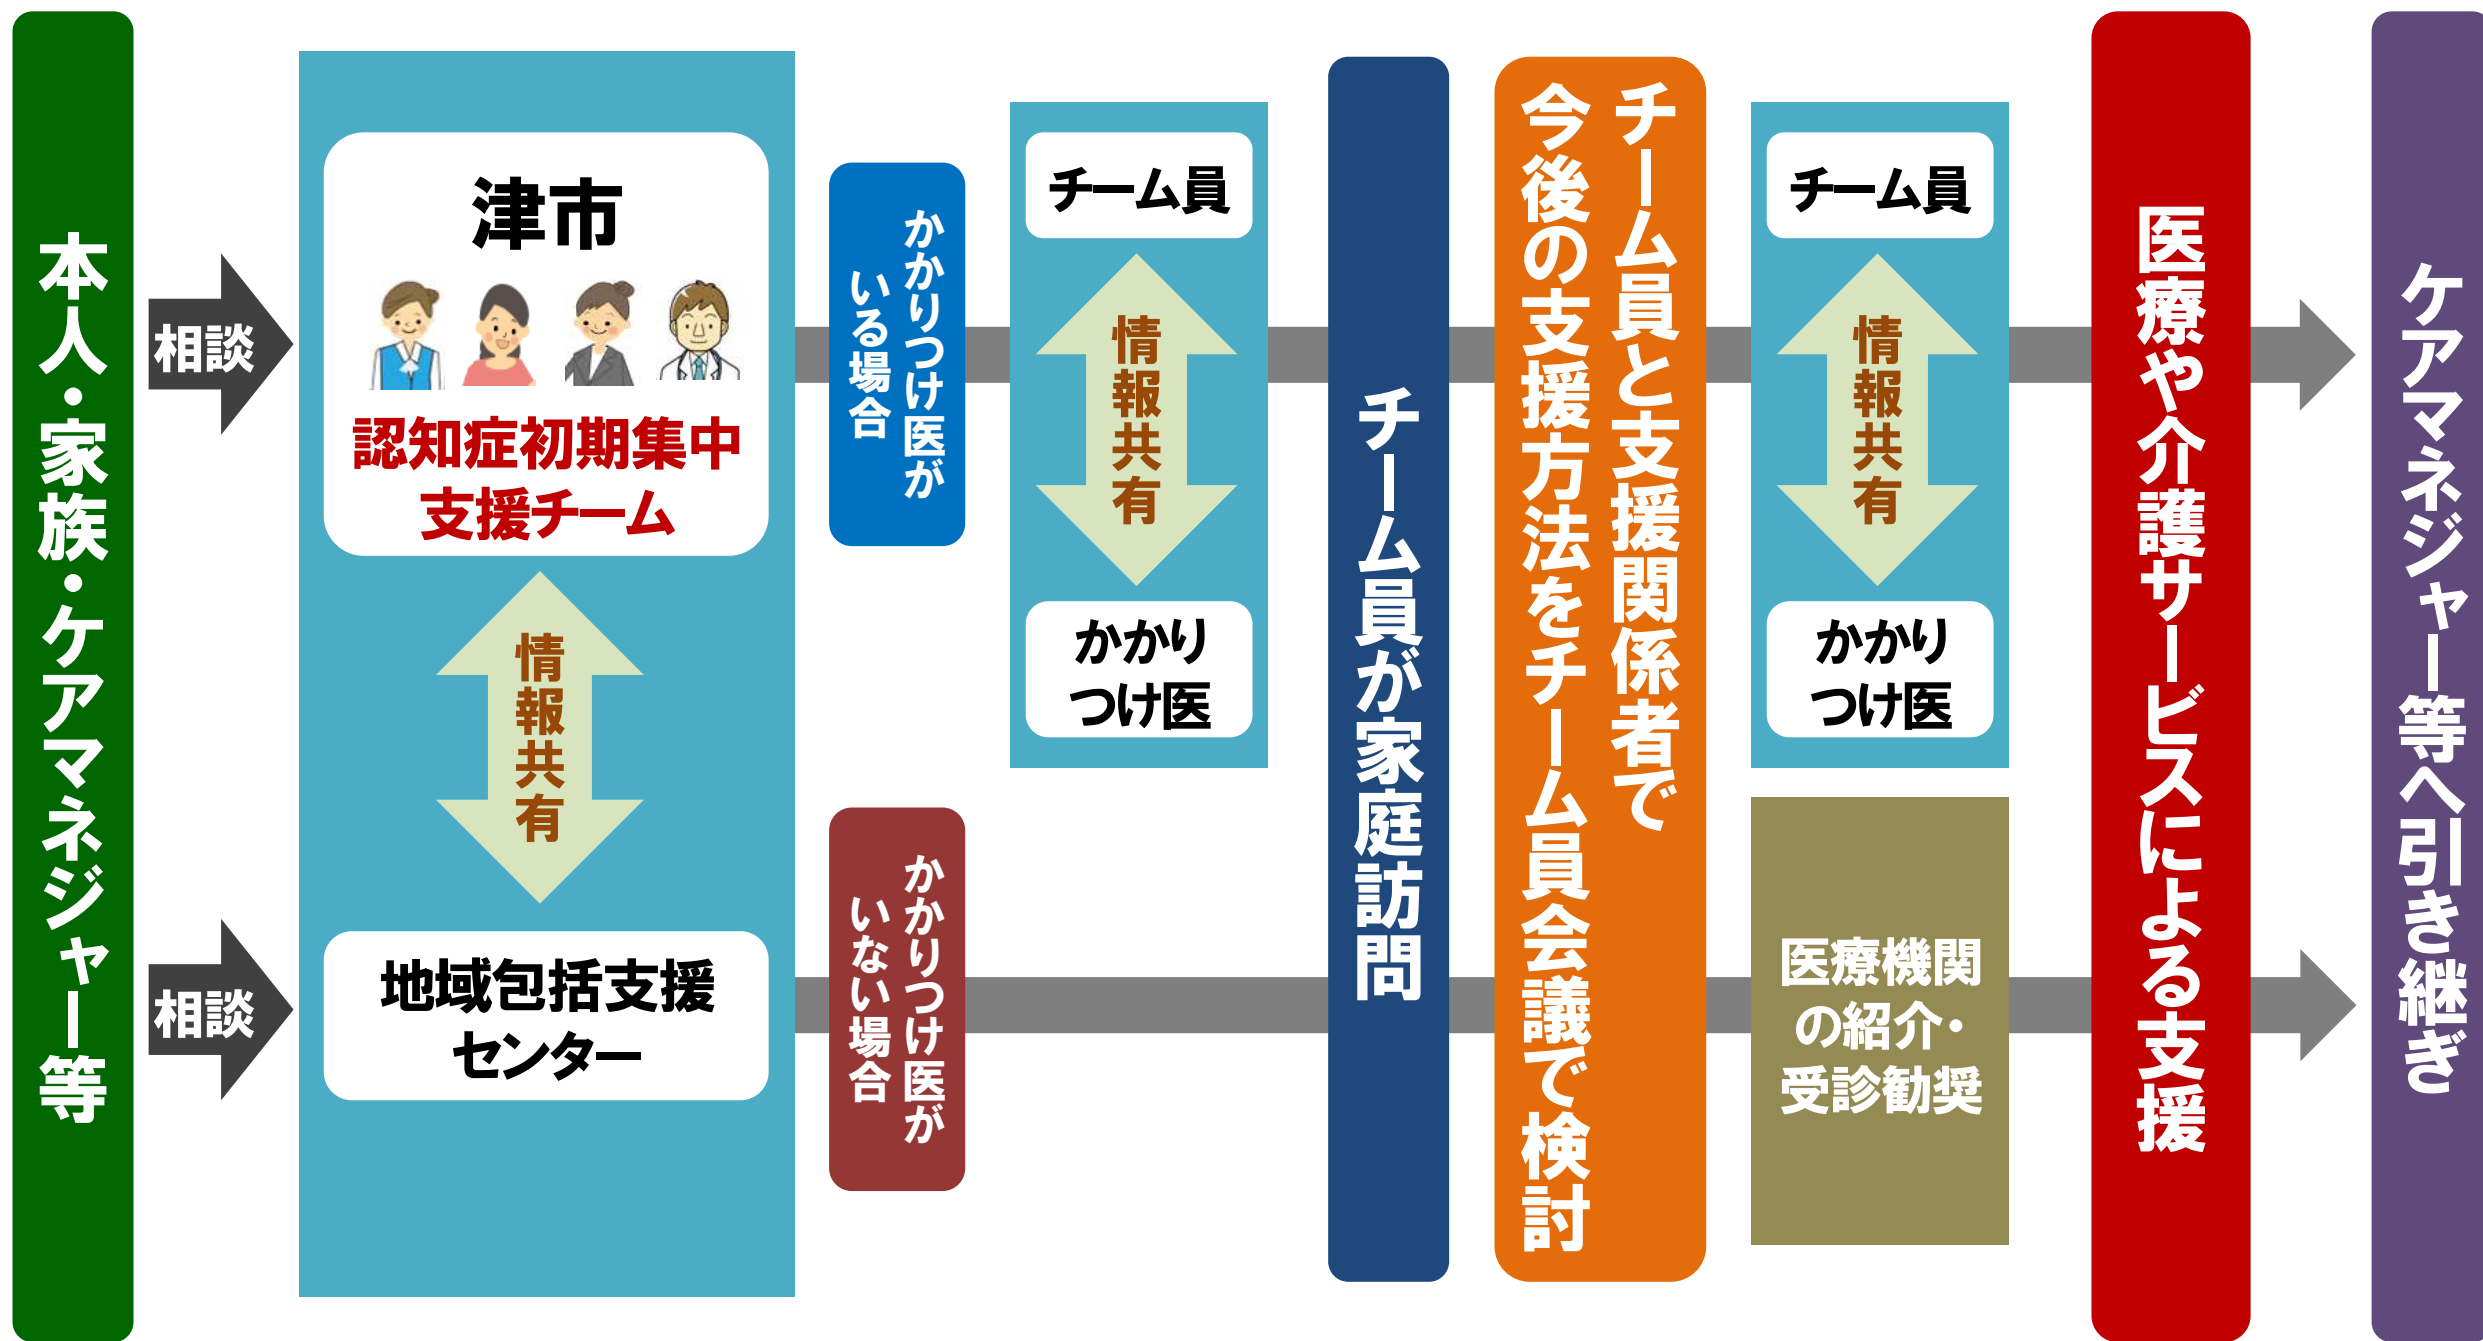 本人・家族・ケアマネジャー等
相談
相談
津市
認知症初期集中
支援チーム
情報共有
地域包括支援
センター
かかりつけ医が
いる場合
かかりつけ医が
いない場合
チーム員
情報共有
かかり
つけ医
チーム員が家庭訪問
チーム員と支援関係者で
今後の支援方法をチーム員会議で検討
チーム員
情報共有
かかり
つけ医
医療機関
の紹介・
受診勧奨
医療や介護サービスによる支援
ケアマネジャー等へ引き継ぎ